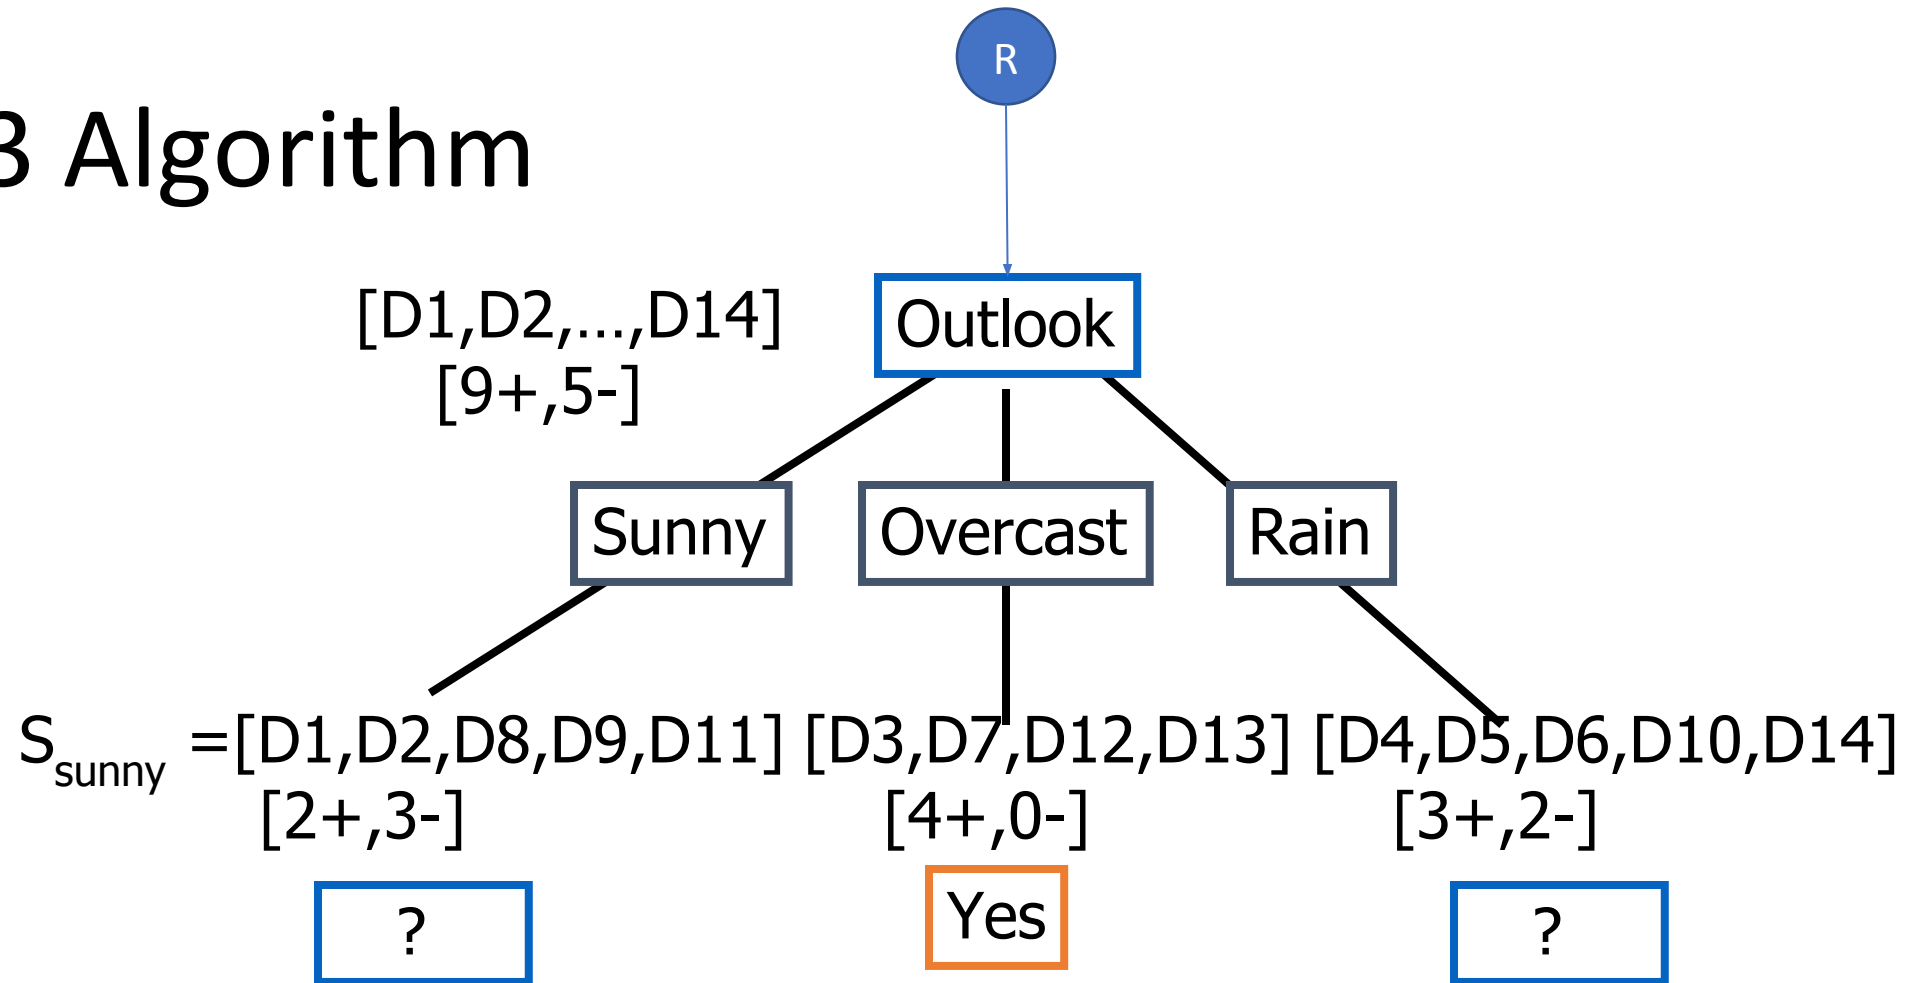 R
3 Algorithm
[D1,D2,…,D14]
[9+,5-]
Outlook
Sunny
Overcast
Rain
Ssunny =[D1,D2,D8,D9,D11] [D3,D7,D12,D13] [D4,D5,D6,D10,D14]
[2+,3-]
[4+,0-]
[3+,2-]
?
Yes
?